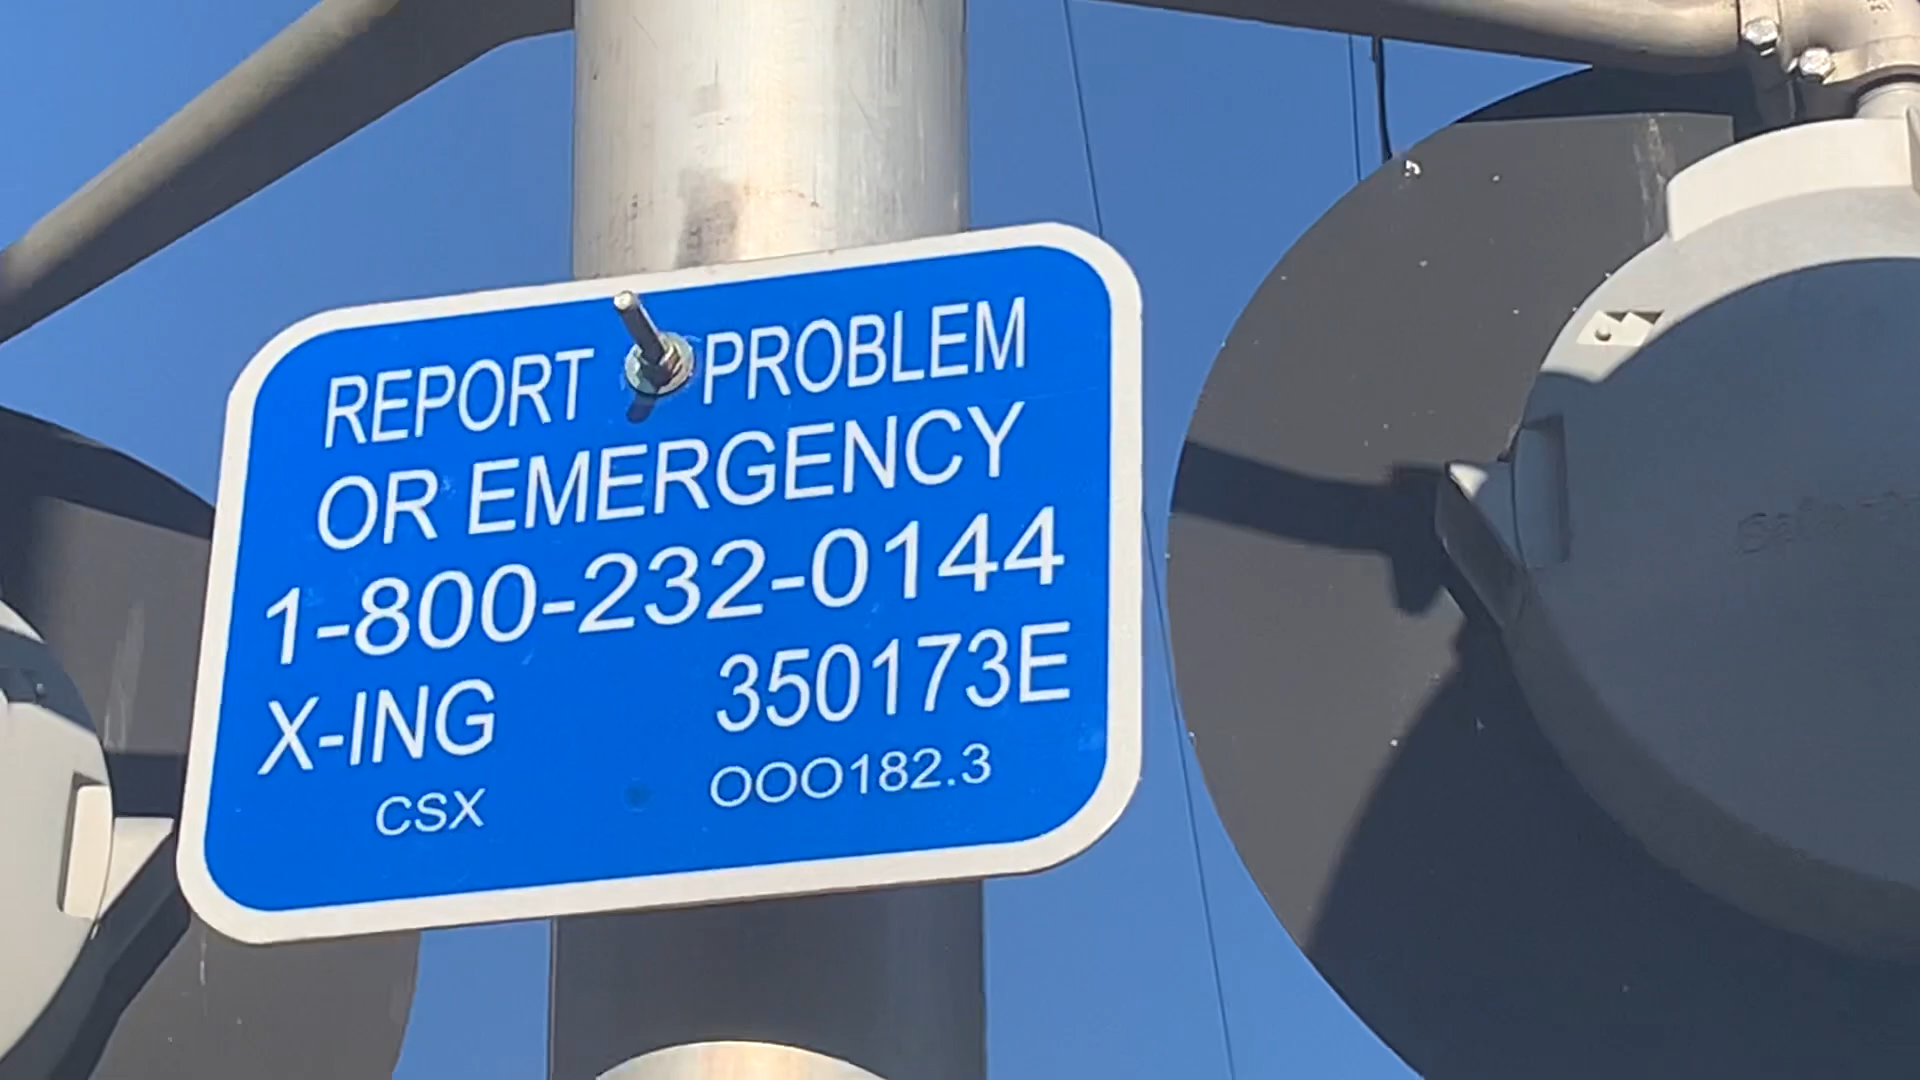 REPORT PROBLEM
OR EMERGENCY
1-800-232-0144
X-ING 350173E
CSX OOO182.3